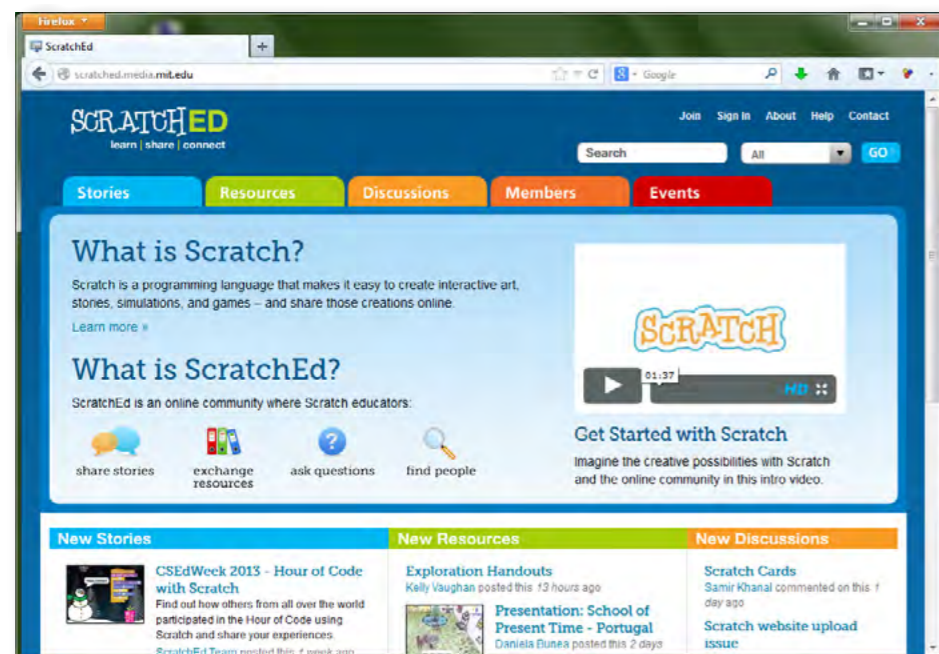 Firefox
ScratchEd
scratched.media.mit.edu
Google
SCRATCHED
learn | share | connect
Join Sign In About Help Contact
Search All GO
Stories Resources Discussions Members Events
What is Scratch?
Scratch is a programming language that makes it easy to create interactive art,
stories, simulations, and games – and share those creations online.
Learn more »
What is ScratchEd?
ScratchEd is an online community where Scratch educators:
share stories
exchange
resources
ask questions
find people
SCRATCH
01:37
HD
Get Started with Scratch
Imagine the creative possibilities with Scratch
and the online community in this intro video.
New Stories
CSEdWeek 2013 - Hour of Code
with Scratch
Find out how others from all over the world
participated in the Hour of Code using
Scratch and share your experiences.
ScratchEd Team posted this 1 week ago
New Resources
Exploration Handouts
Kelly Vaughan posted this 13 hours ago
Presentation: School of
Present Time - Portugal
Daniela Bunea posted this 2 days
New Discussions
Scratch Cards
Samir Khanal commented on this 1
day ago
Scratch website upload
issue